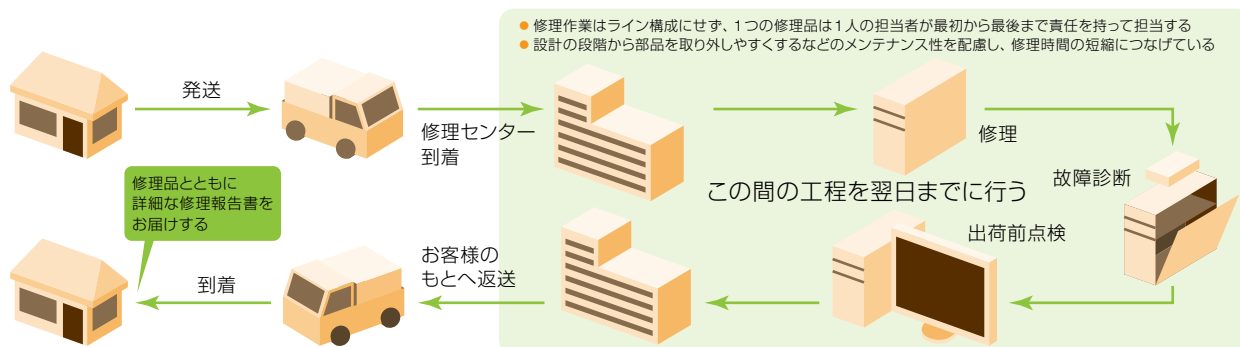 ● 修理作業はライン構成にせず、1つの修理品は1人の担当者が最初から最後まで責任を持って担当する
● 設計の段階から部品を取り外しやすくするなどのメンテナンス性を配慮し、修理時間の短縮につなげている
発送
修理センター
到着
修理
故障診断
この間の工程を翌日までに行う
出荷前点検
お客様の
もとへ返送
到着
修理品とともに
詳細な修理報告書を
お届けする